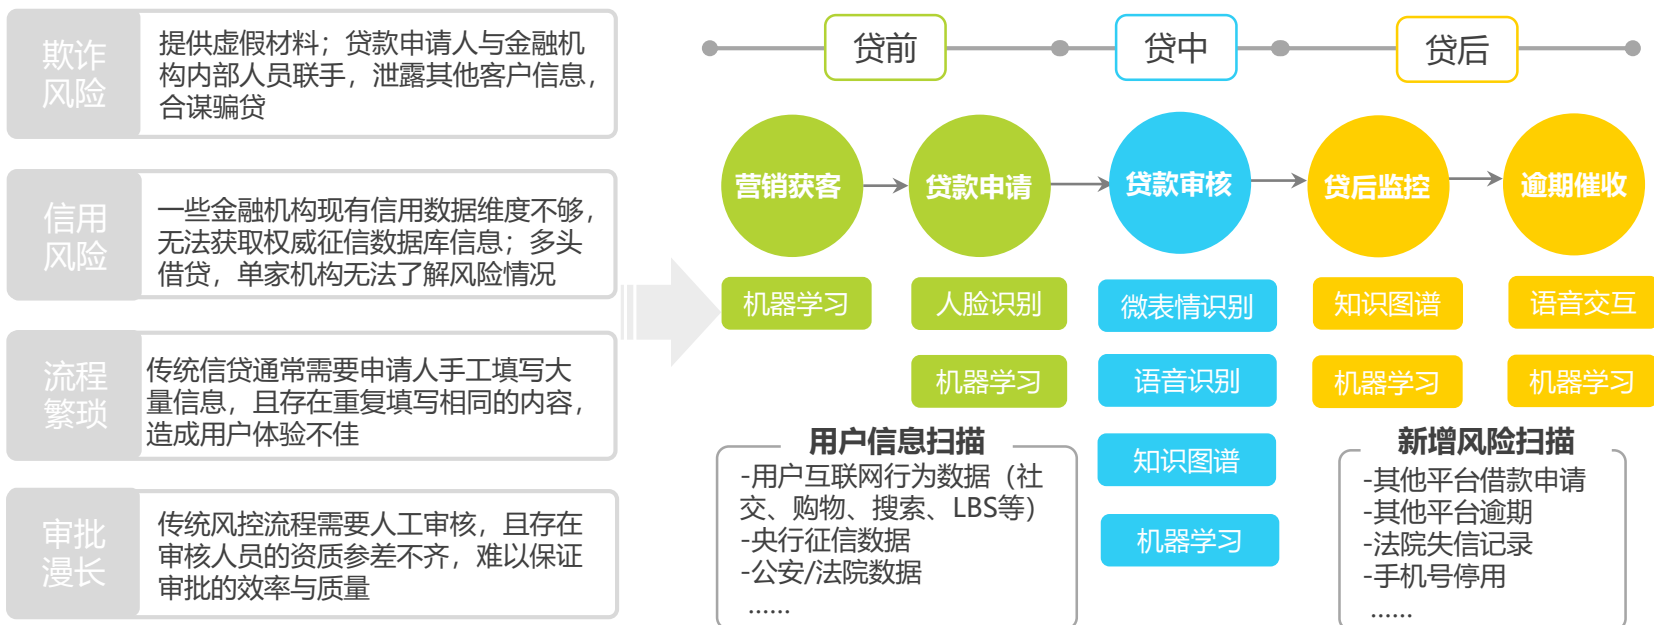 欺诈
风险
提供虚假材料；贷款申请人与金融机
构内部人员联手，泄露其他客户信息，
合谋骗贷
信用
风险
一些金融机构现有信用数据维度不够，
无法获取权威征信数据库信息；多头
借贷，单家机构无法了解风险情况
流程
繁琐
传统信贷通常需要申请人手工填写大
量信息，且存在重复填写相同的内容，
造成用户体验不佳
审批
漫长
传统风控流程需要人工审核，且存在
审核人员的资质参差不齐，难以保证
审批的效率与质量
贷前
贷中
贷后
营销获客
贷款申请
贷款审核
贷后监控
逾期催收
机器学习
人脸识别
微表情识别
知识图谱
语音交互
机器学习
语音识别
机器学习
机器学习
知识图谱
机器学习
用户信息扫描
-用户互联网行为数据（社
交、购物、搜索、LBS等）
-央行征信数据
-公安/法院数据
......
新增风险扫描
-其他平台借款申请
-其他平台逾期
-法院失信记录
-手机号停用
......